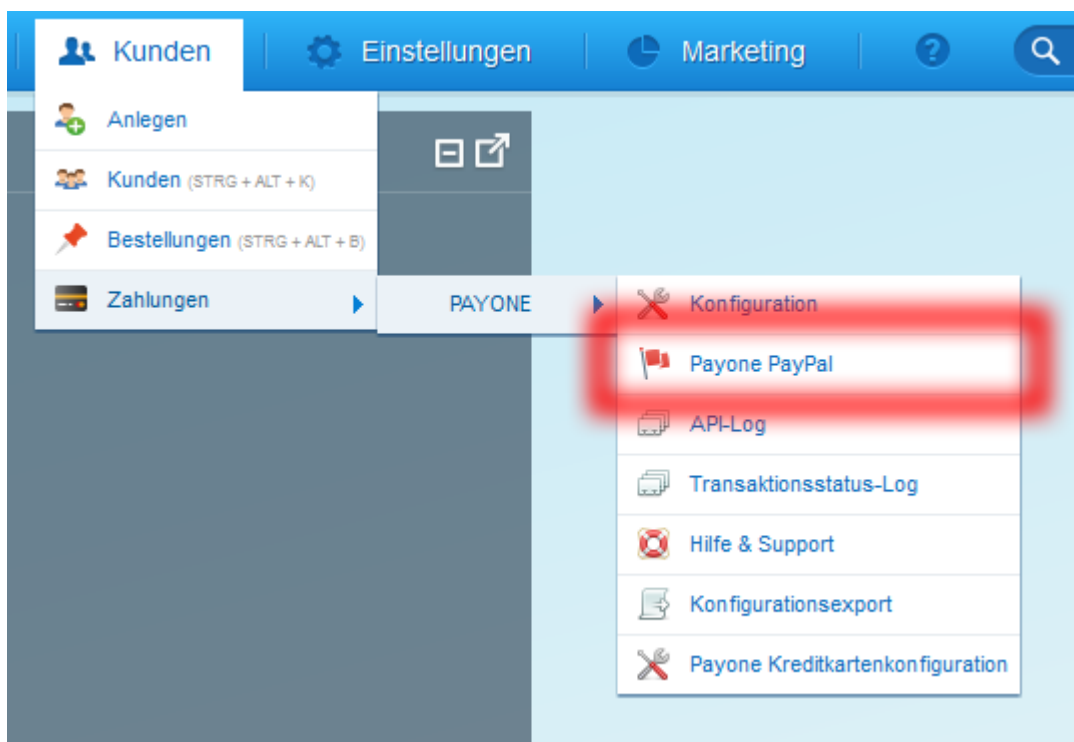 Kunden
Einstellungen
Marketing
?
Anlegen
Kunden (STRG + ALT + K)
Bestellungen (STRG + ALT + B)
Zahlungen
PAYONE
Konfiguration
Payone PayPal
API-Log
Transaktionsstatus-Log
Hilfe & Support
Konfigurationsexport
Payone Kreditkartenkonfiguration